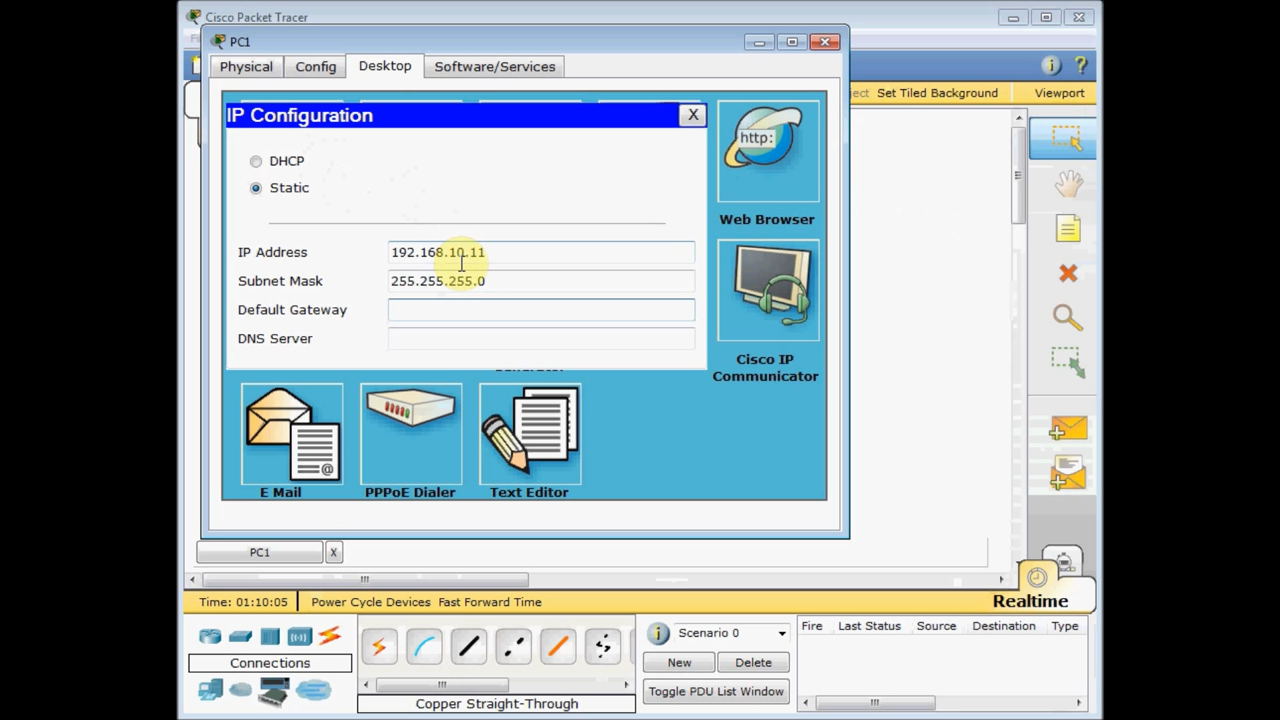 Cisco Packet Tracer
PC1
Physical
Config
Desktop
Software/Services
Set Tiled Background
Viewport
IP Configuration
X
http:
DHCP
Static
Web Browser
IP Address
192.168.10.11
Subnet Mask
255.255.255.0
Default Gateway
DNS Server
Cisco IP
Communicator
@
E Mail
PPPoE Dialer
Text Editor
PC1
X
Time: 01:10:05
Power Cycle Devices Fast Forward Time
Realtime
Scenario 0
Fire
Last Status
Source
Destination
Type
Connections
New
Delete
Toggle PDU List Window
Copper Straight-Through